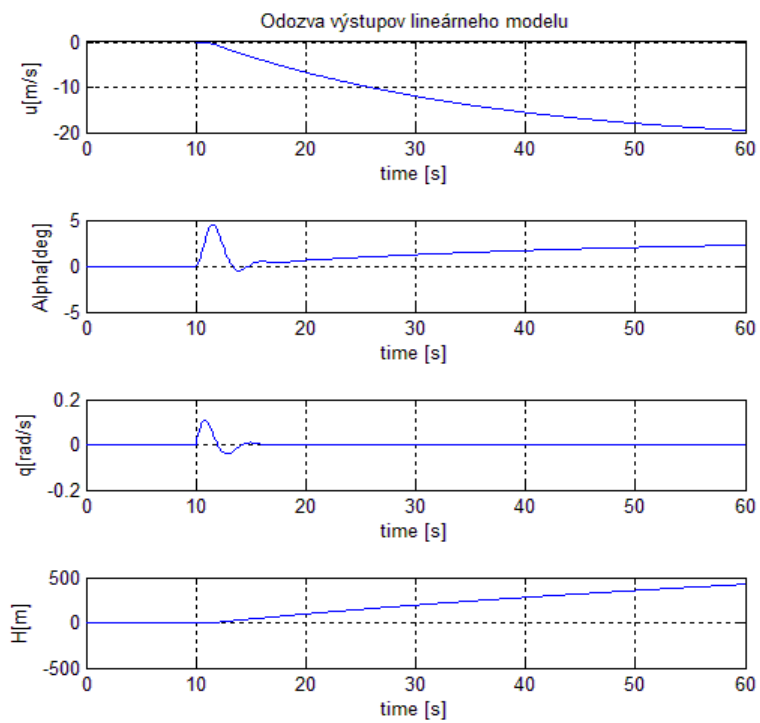 Odozva výstupov lineárneho modelu
0
-10
-20
u[m/s]
0 10 20 30 40 50 60
time [s]
5
0
-5
Alpha[deg]
0 10 20 30 40 50 60
time [s]
0.2
0
-0.2
q[rad/s]
0 10 20 30 40 50 60
time [s]
500
0
-500
H[m]
0 10 20 30 40 50 60
time [s]